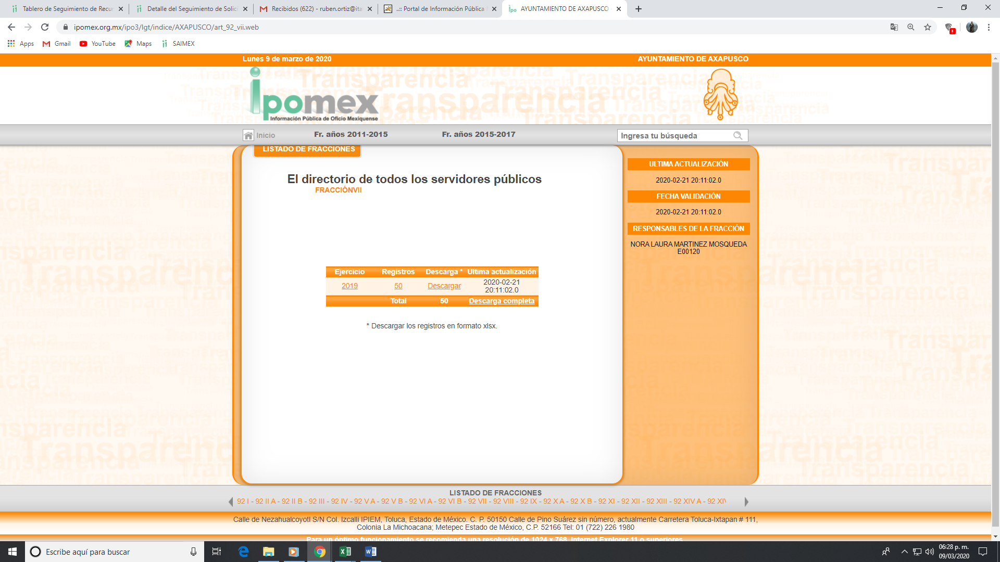 Tablero de Seguimiento de Recur
Detalle del Seguimiento de Solici
Recibidos (622) - ruben.ortiz@ita
..:: Portal de Información Pública
AYUNTAMIENTO DE AXAPUSCO
ipomex.org.mx/ipo3/lgt/indice/AXAPUSCO/art_92_vii.web
Apps
Gmail
YouTube
Maps
SAIMEX
Lunes 9 de marzo de 2020
AYUNTAMIENTO DE AXAPUSCO
Transparencia
ipomex
Información Pública de Oficio Mexiquense
Inicio
Fr. años 2011-2015
Fr. años 2015-2017
Ingresa tu búsqueda
LISTADO DE FRACCIONES
El directorio de todos los servidores públicos
FRACCIÓNVII
Ejercicio Registros Descarga * Ultima actualización
2019 50 Descargar 2020-02-21
20:11:02.0
Total 50 Descarga completa
* Descargar los registros en formato xlsx.
ULTIMA ACTUALIZACIÓN
2020-02-21 20:11:02.0
FECHA VALIDACIÓN
2020-02-21 20:11:02.0
RESPONSABLES DE LA FRACCIÓN
NORA LAURA MARTINEZ MOSQUEDA
E00120
LISTADO DE FRACCIONES
92 I - 92 II A - 92 II B - 92 III - 92 IV - 92 V A - 92 V B - 92 VI A - 92 VI B - 92 VII - 92 VIII - 92 IX - 92 X A - 92 X B - 92 XI - 92 XII - 92 XIII - 92 XIV A - 92 XIV
Calle de Nezahualcoyotl S/N Col. Izcalli IPIEM, Toluca, Estado de México. C. P. 50150 Calle de Pino Suárez sin número, actualmente Carretera Toluca-Ixtapan # 111,
Colonia La Michoacana; Metepec Estado de México, C.P. 52166 Tel: 01 (722) 226 1980
Para un óptimo funcionamiento se recomienda una resolución de 1024 x 768. Internet Explorer 11 o superiores
Escribe aquí para buscar
06:28 p. m.
09/03/2020